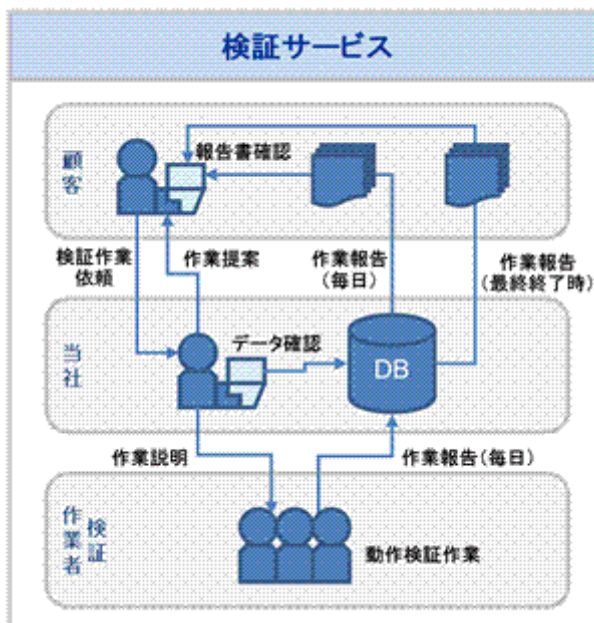 検証サービス
顧客
報告書確認
検証作業
依頼
作業提案
作業報告
(毎日)
作業報告
(最終終了時)
当社
データ確認
DB
作業説明
作業報告(毎日)
検証
作業者
動作検証作業